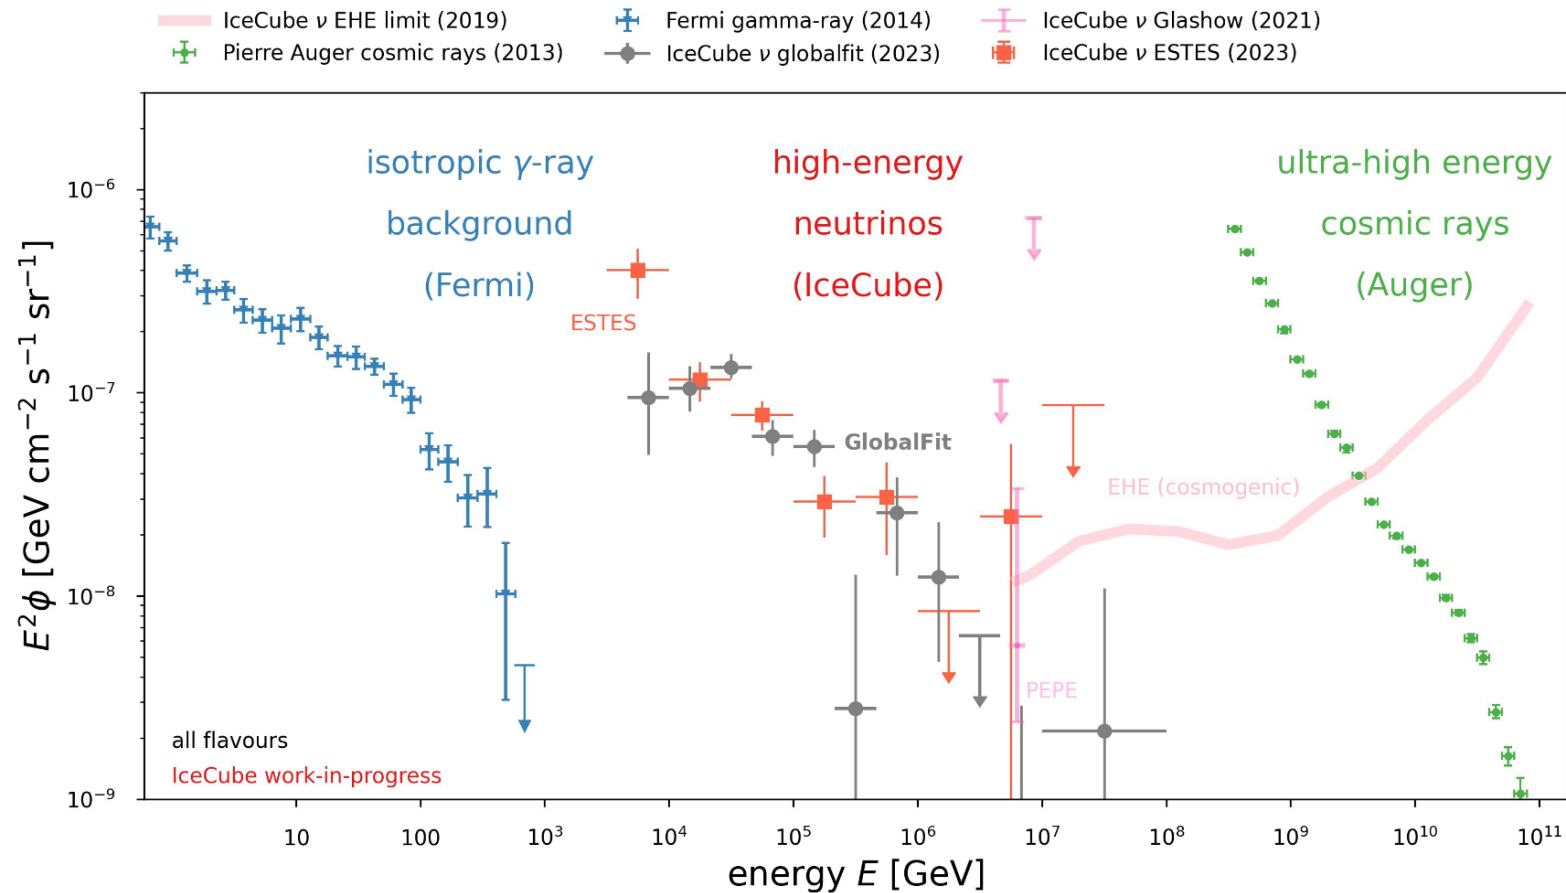 IceCube ν EHE limit (2019)
Pierre Auger cosmic rays (2013)
Fermi gamma-ray (2014)
IceCube ν globalfit (2023)
IceCube ν Glashow (2021)
IceCube ν ESTES (2023)
isotropic γ-ray
background
(Fermi)
high-energy
neutrinos
(IceCube)
ultra-high energy
cosmic rays
(Auger)
ESTES
GlobalFit
EHE (cosmogenic)
PEPE
all flavours
IceCube work-in-progress
E²ϕ [GeV cm⁻² s⁻¹ sr⁻¹]
10⁻⁶
10⁻⁷
10⁻⁸
10⁻⁹
10 100 10³ 10⁴ 10⁵ 10⁶ 10⁷ 10⁸ 10⁹ 10¹⁰ 10¹¹
energy E [GeV]